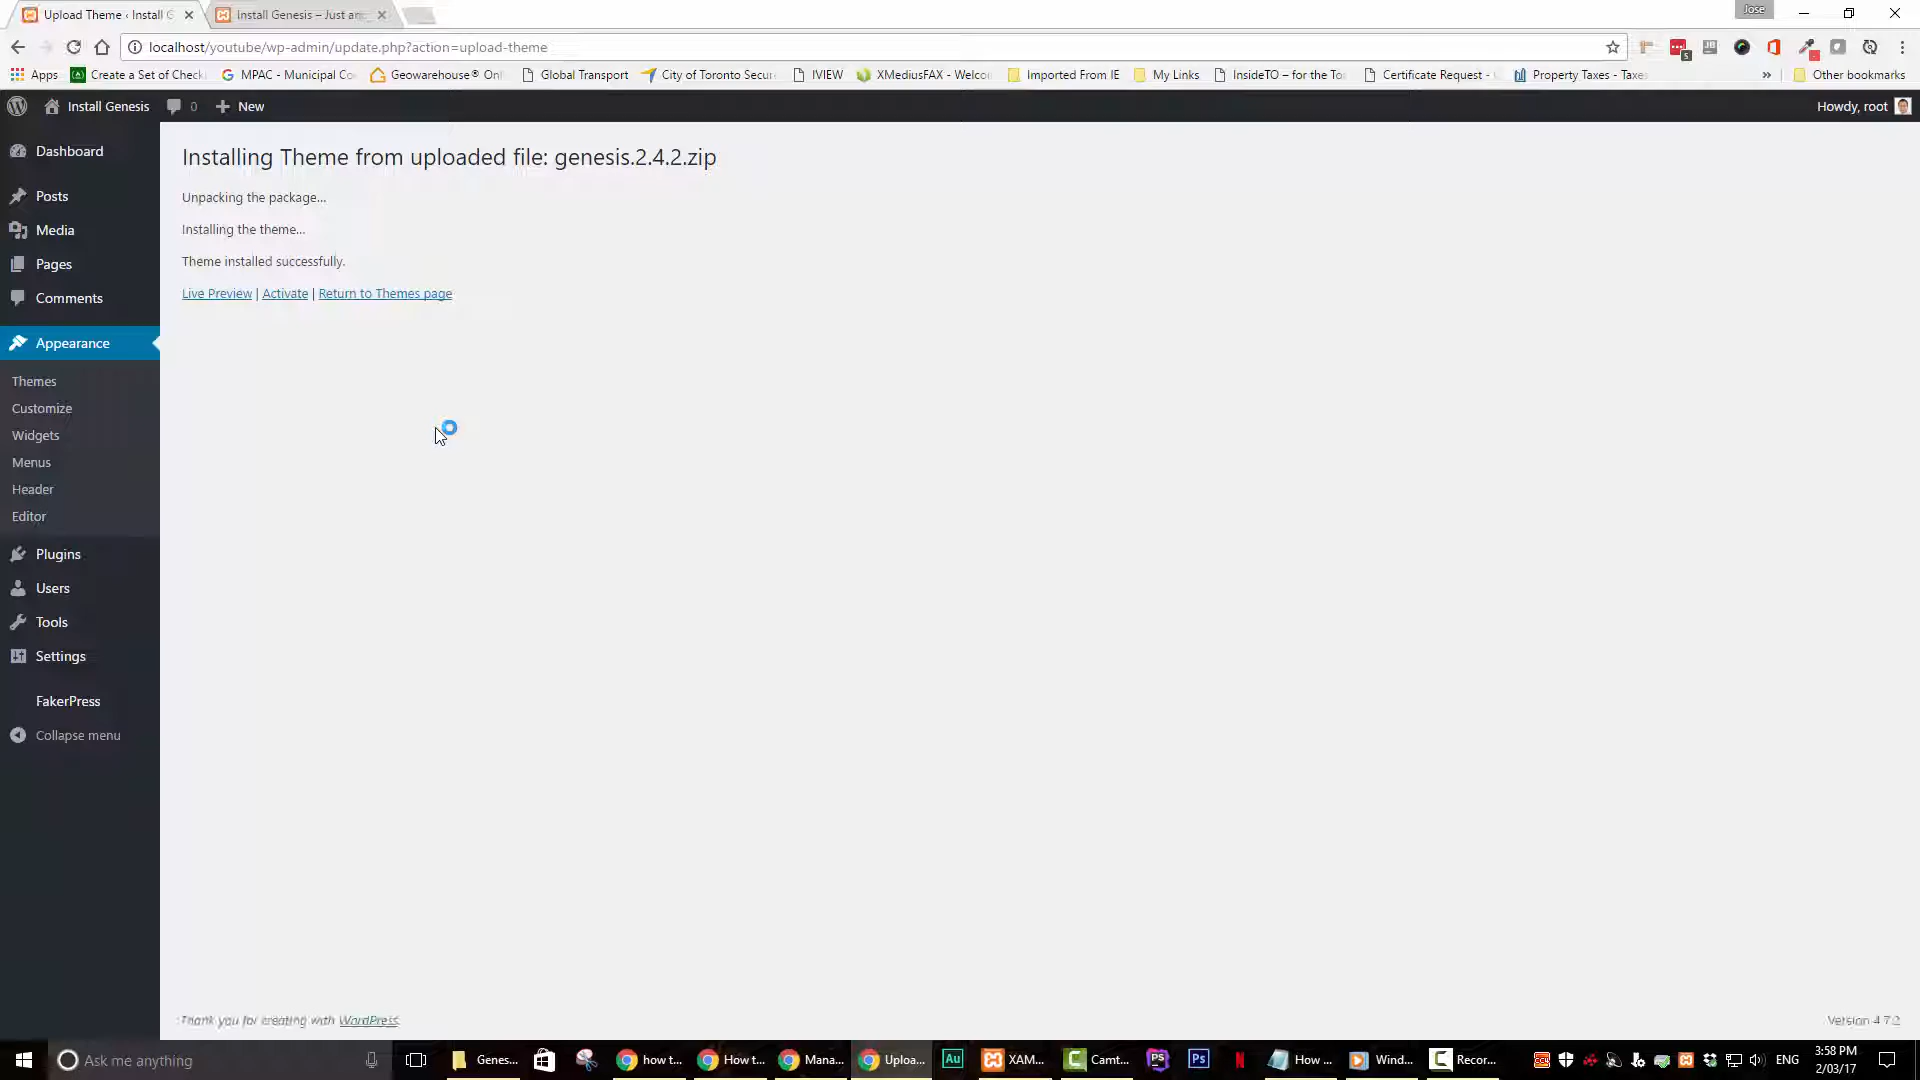 Upload Theme ‹ Install G
Install Genesis – Just an
Jose
localhost/youtube/wp-admin/update.php?action=upload-theme
Apps
Create a Set of Check
MPAC - Municipal Co
Geowarehouse® Onl
Global Transport
City of Toronto Secur
IVIEW
XMediusFAX - Welco
Imported From IE
My Links
InsideTO – for the To
Certificate Request -
Property Taxes - Taxe
»
Other bookmarks
Install Genesis
0
New
Howdy, root
Dashboard
Posts
Media
Pages
Comments
Appearance
Themes
Customize
Widgets
Menus
Header
Editor
Plugins
Users
Tools
Settings
FakerPress
Collapse menu
Installing Theme from uploaded file: genesis.2.4.2.zip
Unpacking the package...
Installing the theme...
Theme installed successfully.
Live Preview | Activate | Return to Themes page
Thank you for creating with WordPress.
Version 4.7.2
Ask me anything
Genes...
how t...
How t...
Mana...
Uploa...
Au
XAM...
Camt...
PS
Ps
How ...
Wind...
Recor...
ENG
3:58 PM
2/03/17